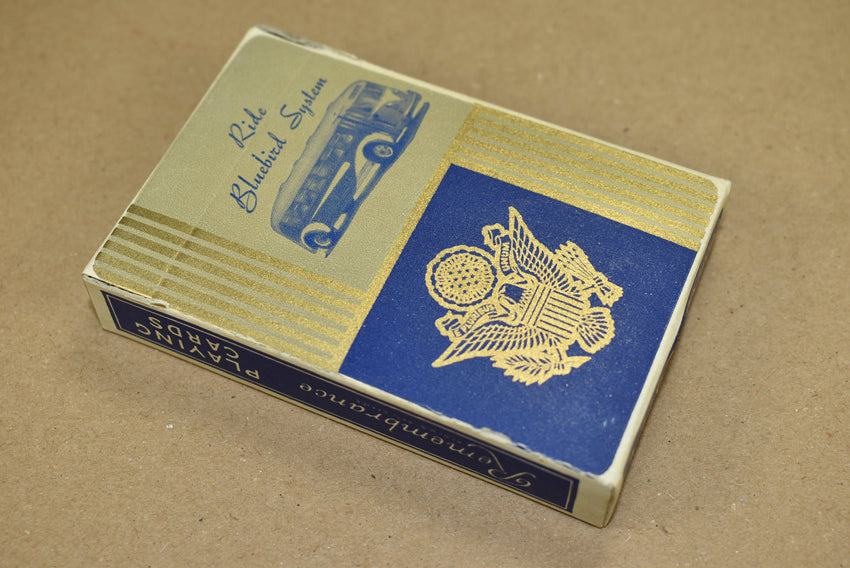 Ride
Bluebird System
Remembrance
PLAYING
CARDS